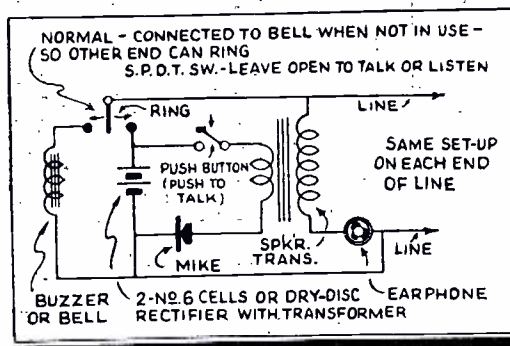 NORMAL - CONNECTED TO BELL WHEN NOT IN USE -
SO OTHER END CAN RING
S.P.D.T. SW. - LEAVE OPEN TO TALK OR LISTEN
RING
LINE
PUSH BUTTON
(PUSH TO
TALK)
SAME SET-UP
ON EACH END
OF LINE
MIKE
SPKR.
TRANS.
LINE
BUZZER
OR BELL
2-NO. 6 CELLS OR DRY-DISC
RECTIFIER WITH TRANSFORMER
EARPHONE